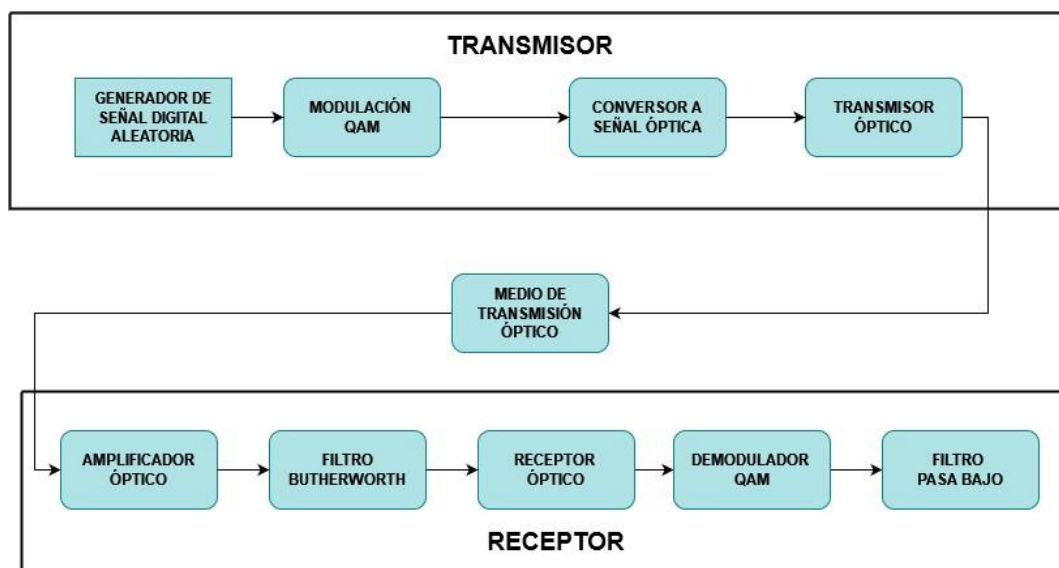 TRANSMISOR
GENERADOR DE
SEÑAL DIGITAL
ALEATORIA
MODULACIÓN
QAM
CONVERSOR A
SEÑAL ÓPTICA
TRANSMISOR
ÓPTICO
MEDIO DE
TRANSMISIÓN
ÓPTICO
AMPLIFICADOR
ÓPTICO
FILTRO
BUTHERWORTH
RECEPTOR
ÓPTICO
DEMODULADOR
QAM
FILTRO
PASA BAJO
RECEPTOR